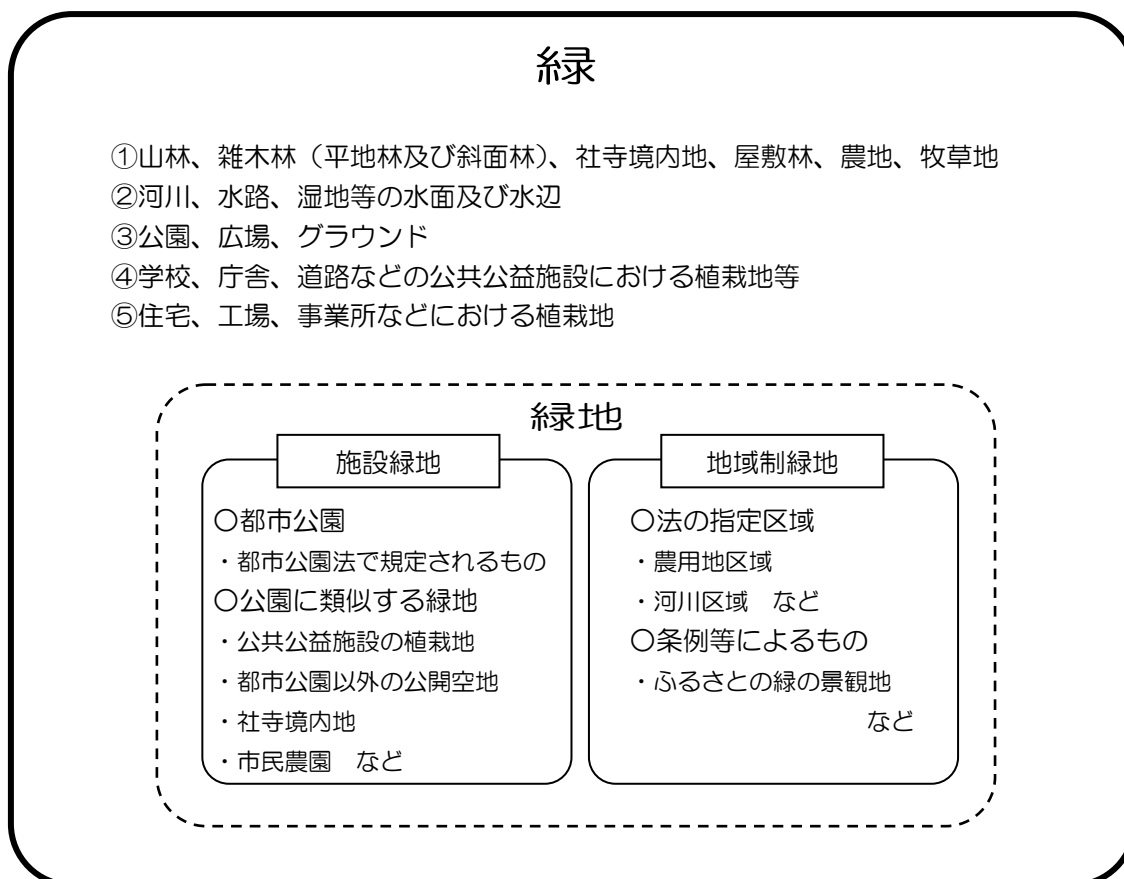 緑
①山林、雑木林（平地林及び斜面林）、社寺境内地、屋敷林、農地、牧草地
②河川、水路、湿地等の水面及び水辺
③公園、広場、グラウンド
④学校、庁舎、道路などの公共公益施設における植栽地等
⑤住宅、工場、事業所などにおける植栽地
緑地
施設緑地
〇都市公園
・都市公園法で規定されるもの
〇公園に類似する緑地
・公共公益施設の植栽地
・都市公園以外の公開空地
・社寺境内地
・市民農園　など
地域制緑地
〇法の指定区域
・農用地区域
・河川区域　など
〇条例等によるもの
・ふるさとの緑の景観地
など